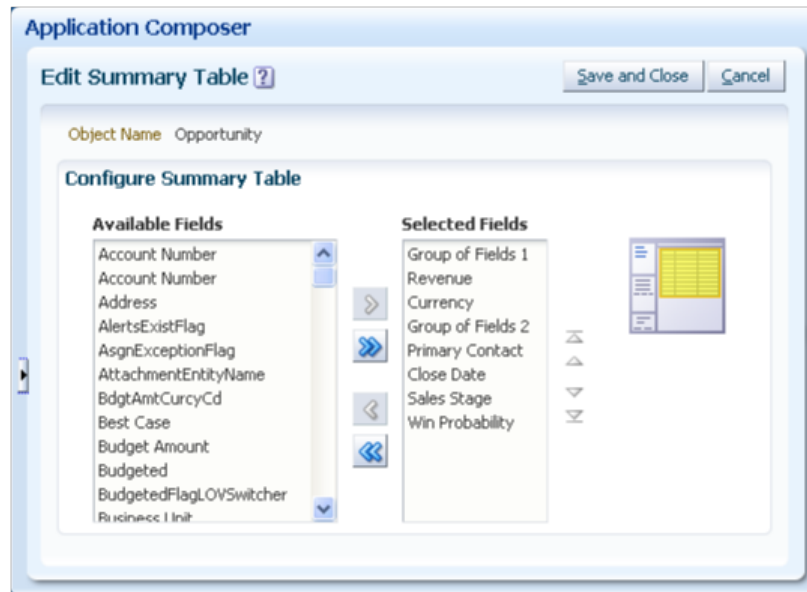 Application Composer
Edit Summary Table ?
Save and Close
Cancel
Object Name Opportunity
Configure Summary Table
Available Fields
Account Number
Account Number
Address
AlertsExistFlag
AsgnExceptionFlag
AttachmentEntityName
BdgtAmtCurcyCd
Best Case
Budget Amount
Budgeted
BudgetedFlagLOVSwitcher
Business Unit
Selected Fields
Group of Fields 1
Revenue
Currency
Group of Fields 2
Primary Contact
Close Date
Sales Stage
Win Probability